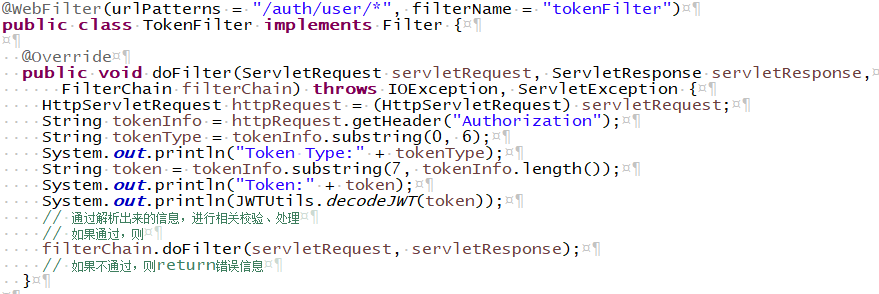 @WebFilter(urlPatterns = "/auth/user/*", filterName = "tokenFilter")
public class TokenFilter implements Filter {

  @Override
  public void doFilter(ServletRequest servletRequest, ServletResponse servletResponse,
      FilterChain filterChain) throws IOException, ServletException {
    HttpServletRequest httpRequest = (HttpServletRequest) servletRequest;
    String tokenInfo = httpRequest.getHeader("Authorization");
    String tokenType = tokenInfo.substring(0, 6);
    System.out.println("Token Type:" + tokenType);
    String token = tokenInfo.substring(7, tokenInfo.length());
    System.out.println("Token:" + token);
    System.out.println(JWTUtils.decodeJWT(token));
    // 通过解析出来的信息，进行相关校验、处理
    // 如果通过，则
    filterChain.doFilter(servletRequest, servletResponse);
    // 如果不通过，则return错误信息
  }